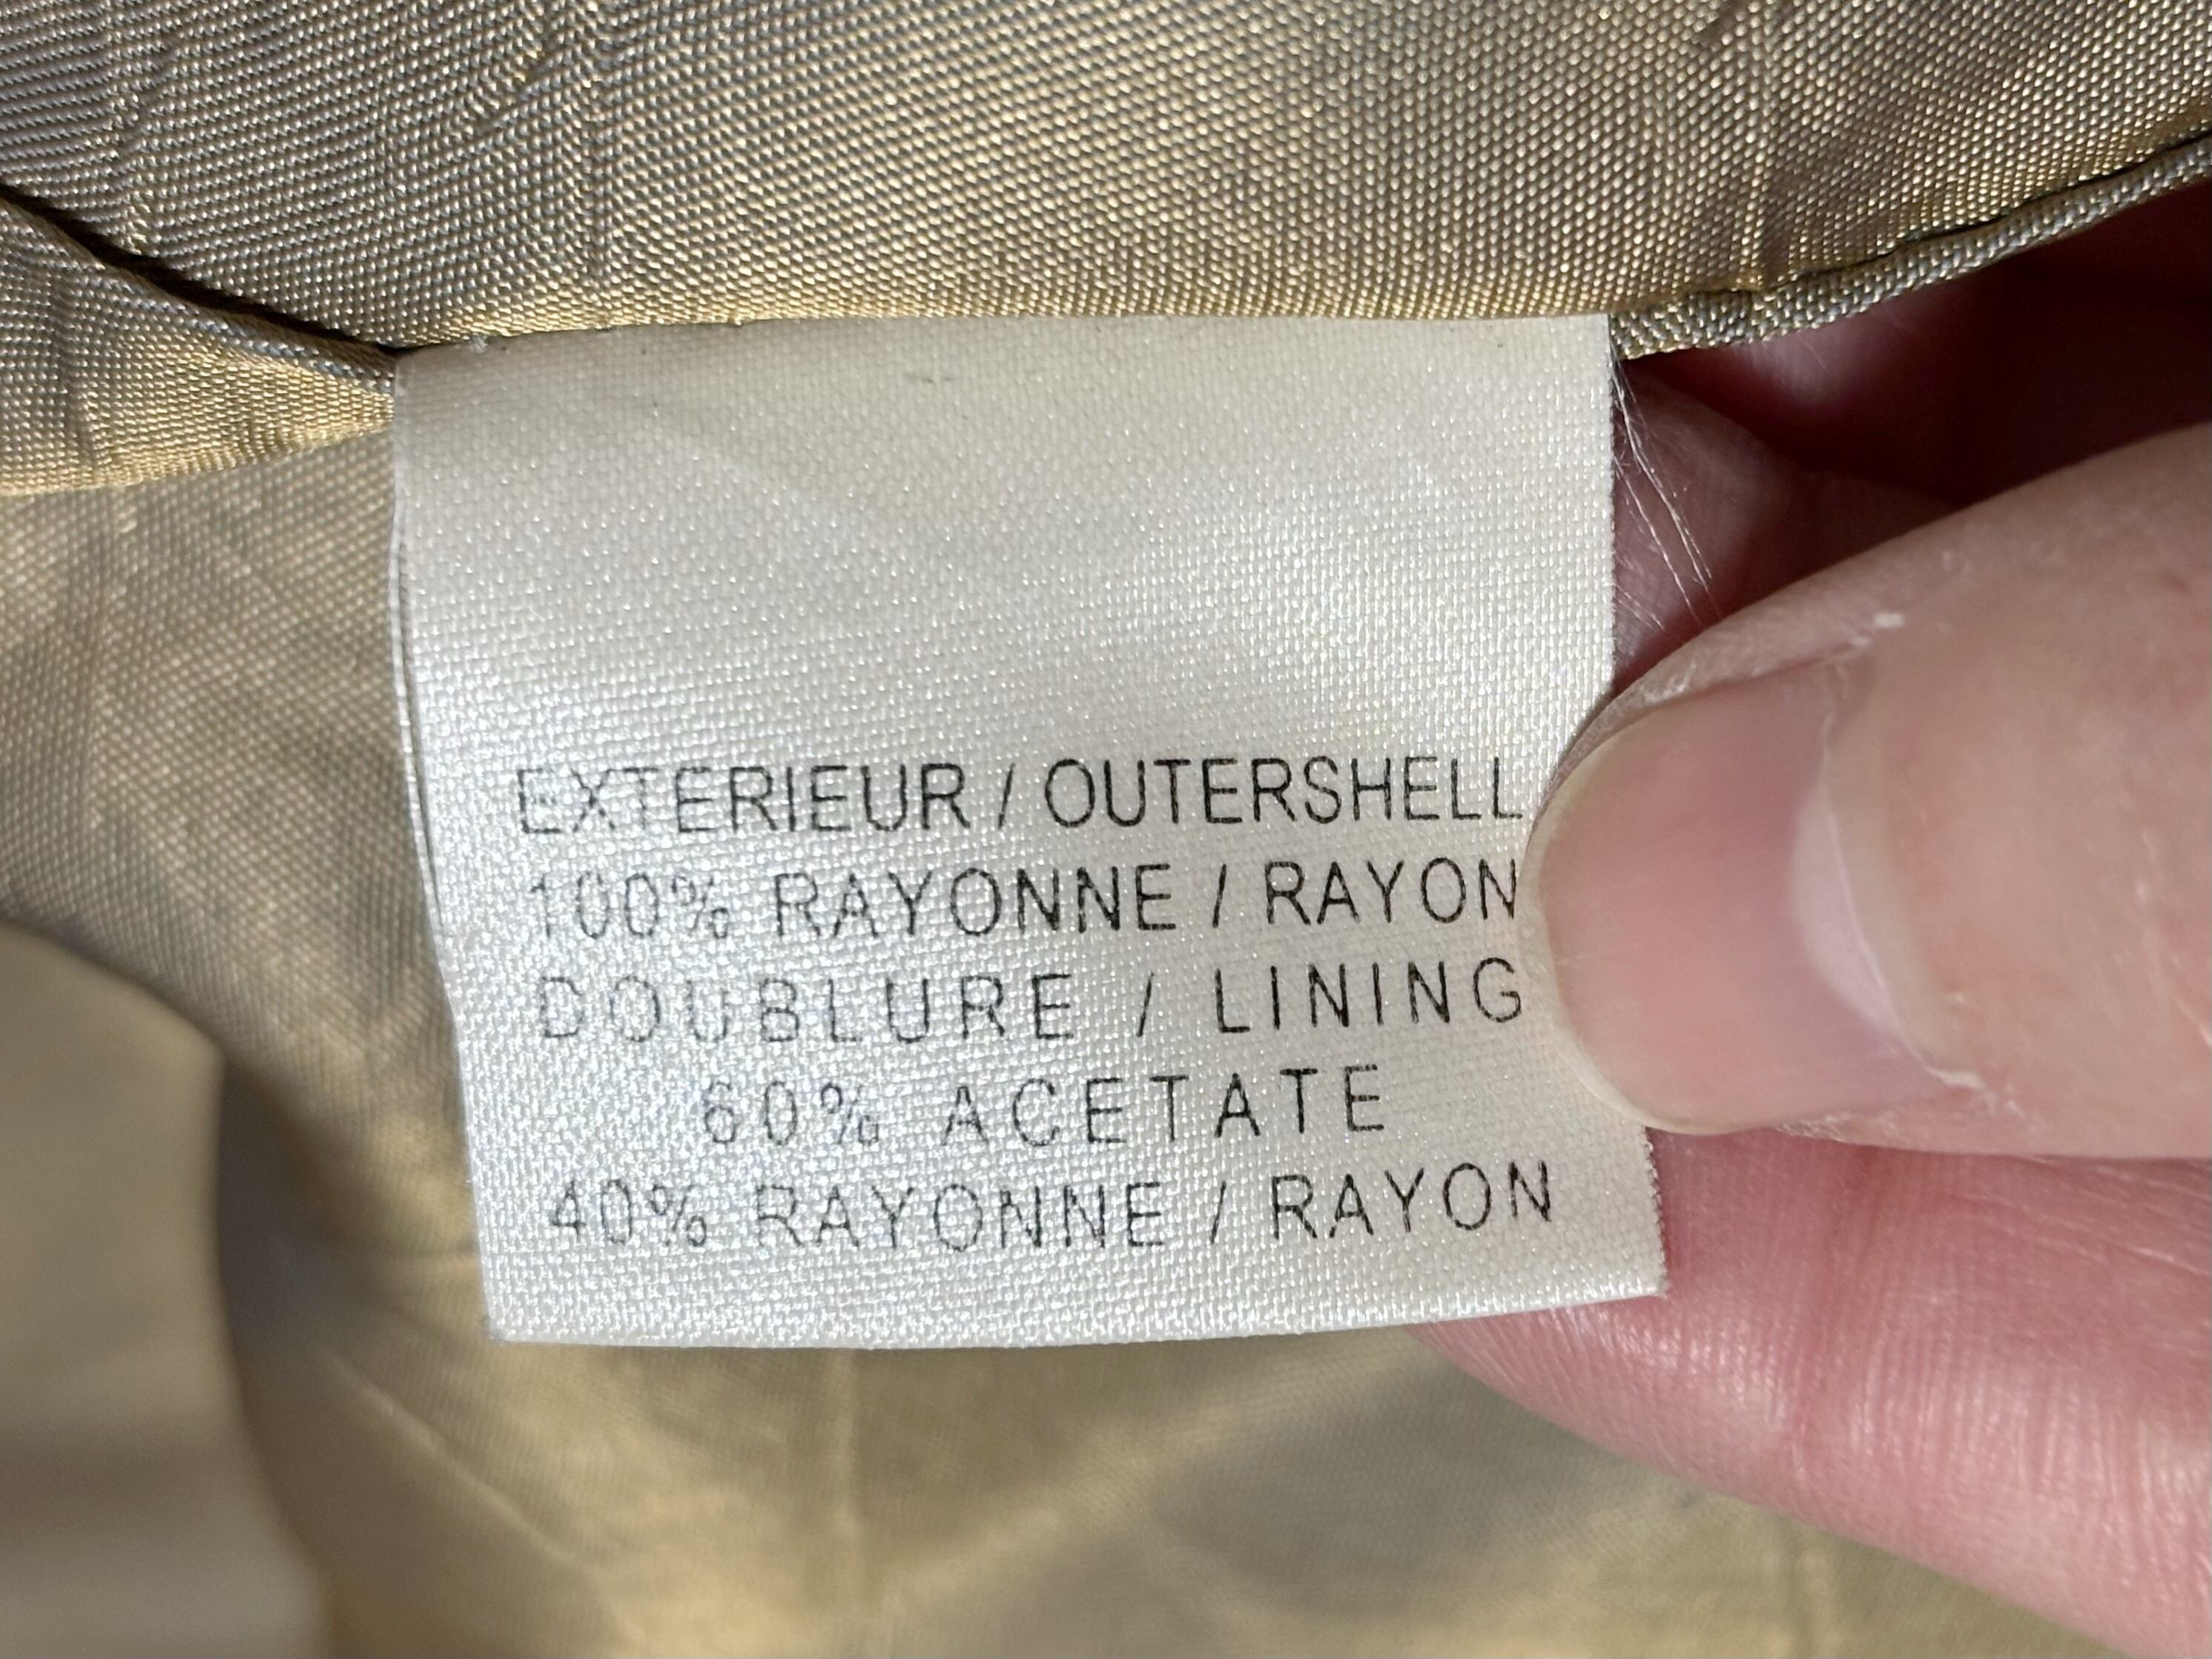 EXTERIEUR / OUTERSHELL
100% RAYONNE / RAYON
DOUBLURE / LINING
60% ACETATE
40% RAYONNE / RAYON